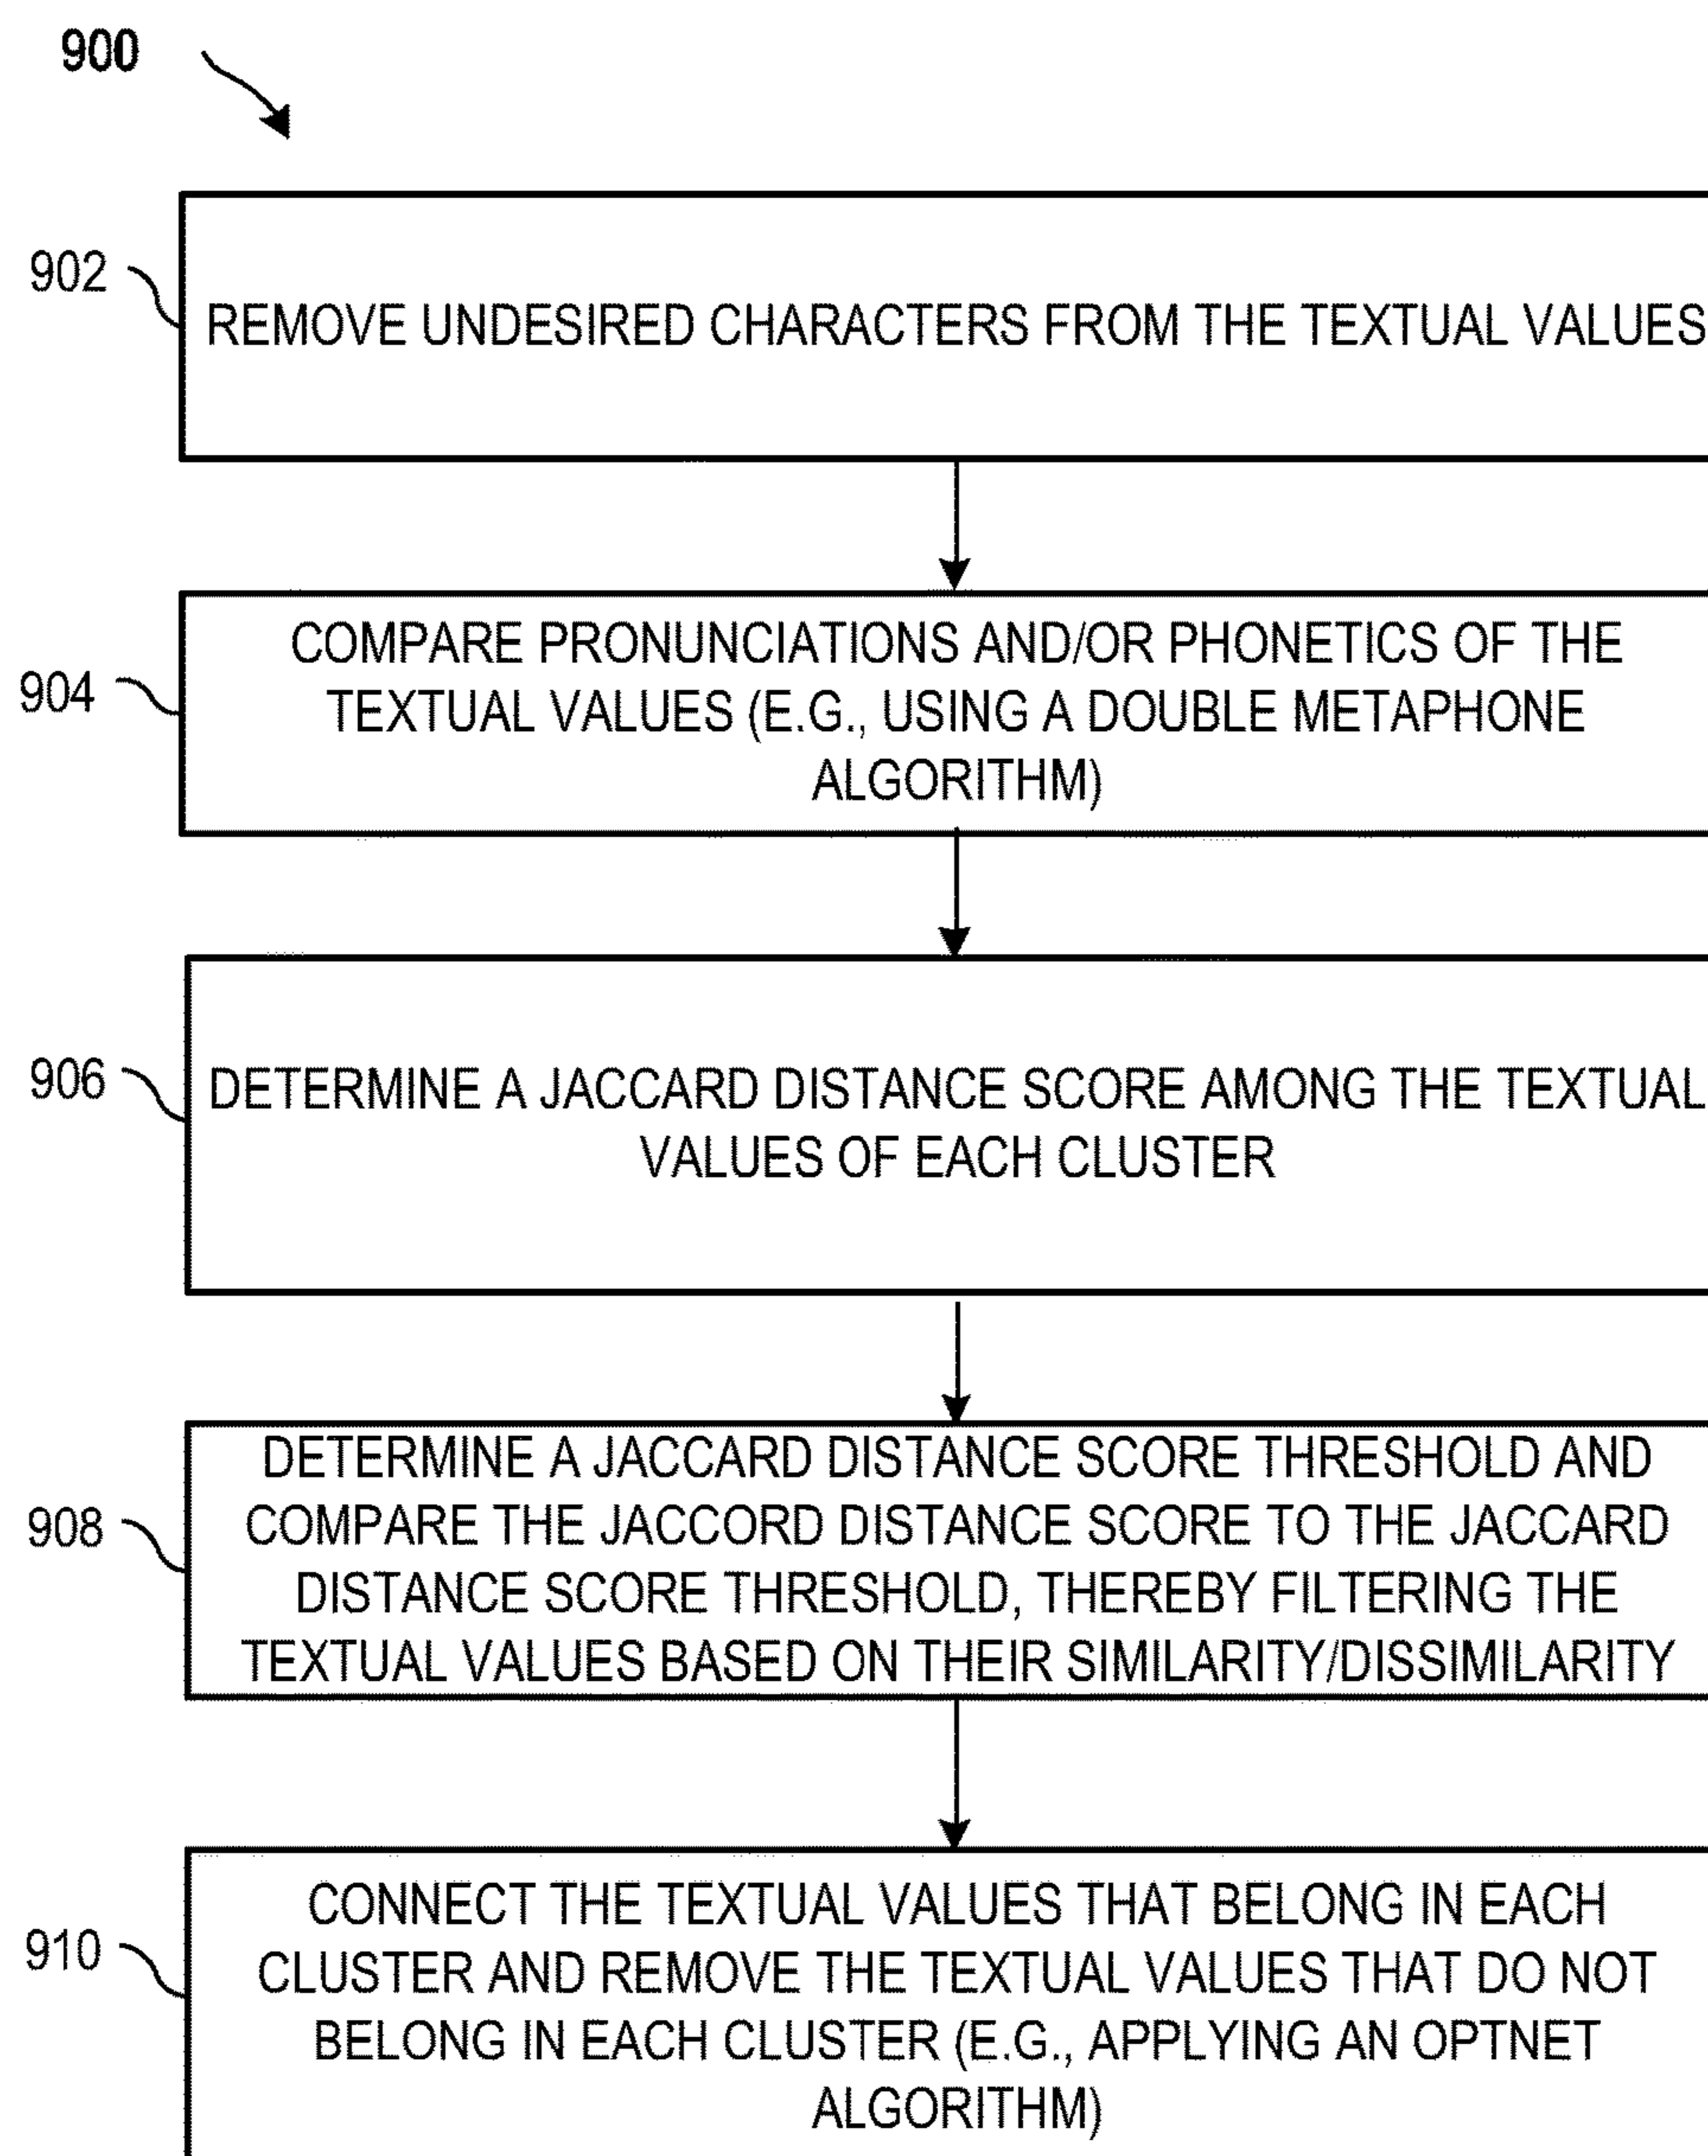 900
902
REMOVE UNDESIRED CHARACTERS FROM THE TEXTUAL VALUES
904
COMPARE PRONUNCIATIONS AND/OR PHONETICS OF THE
TEXTUAL VALUES (E.G., USING A DOUBLE METAPHONE
ALGORITHM)
906
DETERMINE A JACCARD DISTANCE SCORE AMONG THE TEXTUAL
VALUES OF EACH CLUSTER
908
DETERMINE A JACCARD DISTANCE SCORE THRESHOLD AND
COMPARE THE JACCORD DISTANCE SCORE TO THE JACCARD
DISTANCE SCORE THRESHOLD, THEREBY FILTERING THE
TEXTUAL VALUES BASED ON THEIR SIMILARITY/DISSIMILARITY
910
CONNECT THE TEXTUAL VALUES THAT BELONG IN EACH
CLUSTER AND REMOVE THE TEXTUAL VALUES THAT DO NOT
BELONG IN EACH CLUSTER (E.G., APPLYING AN OPTNET
ALGORITHM)